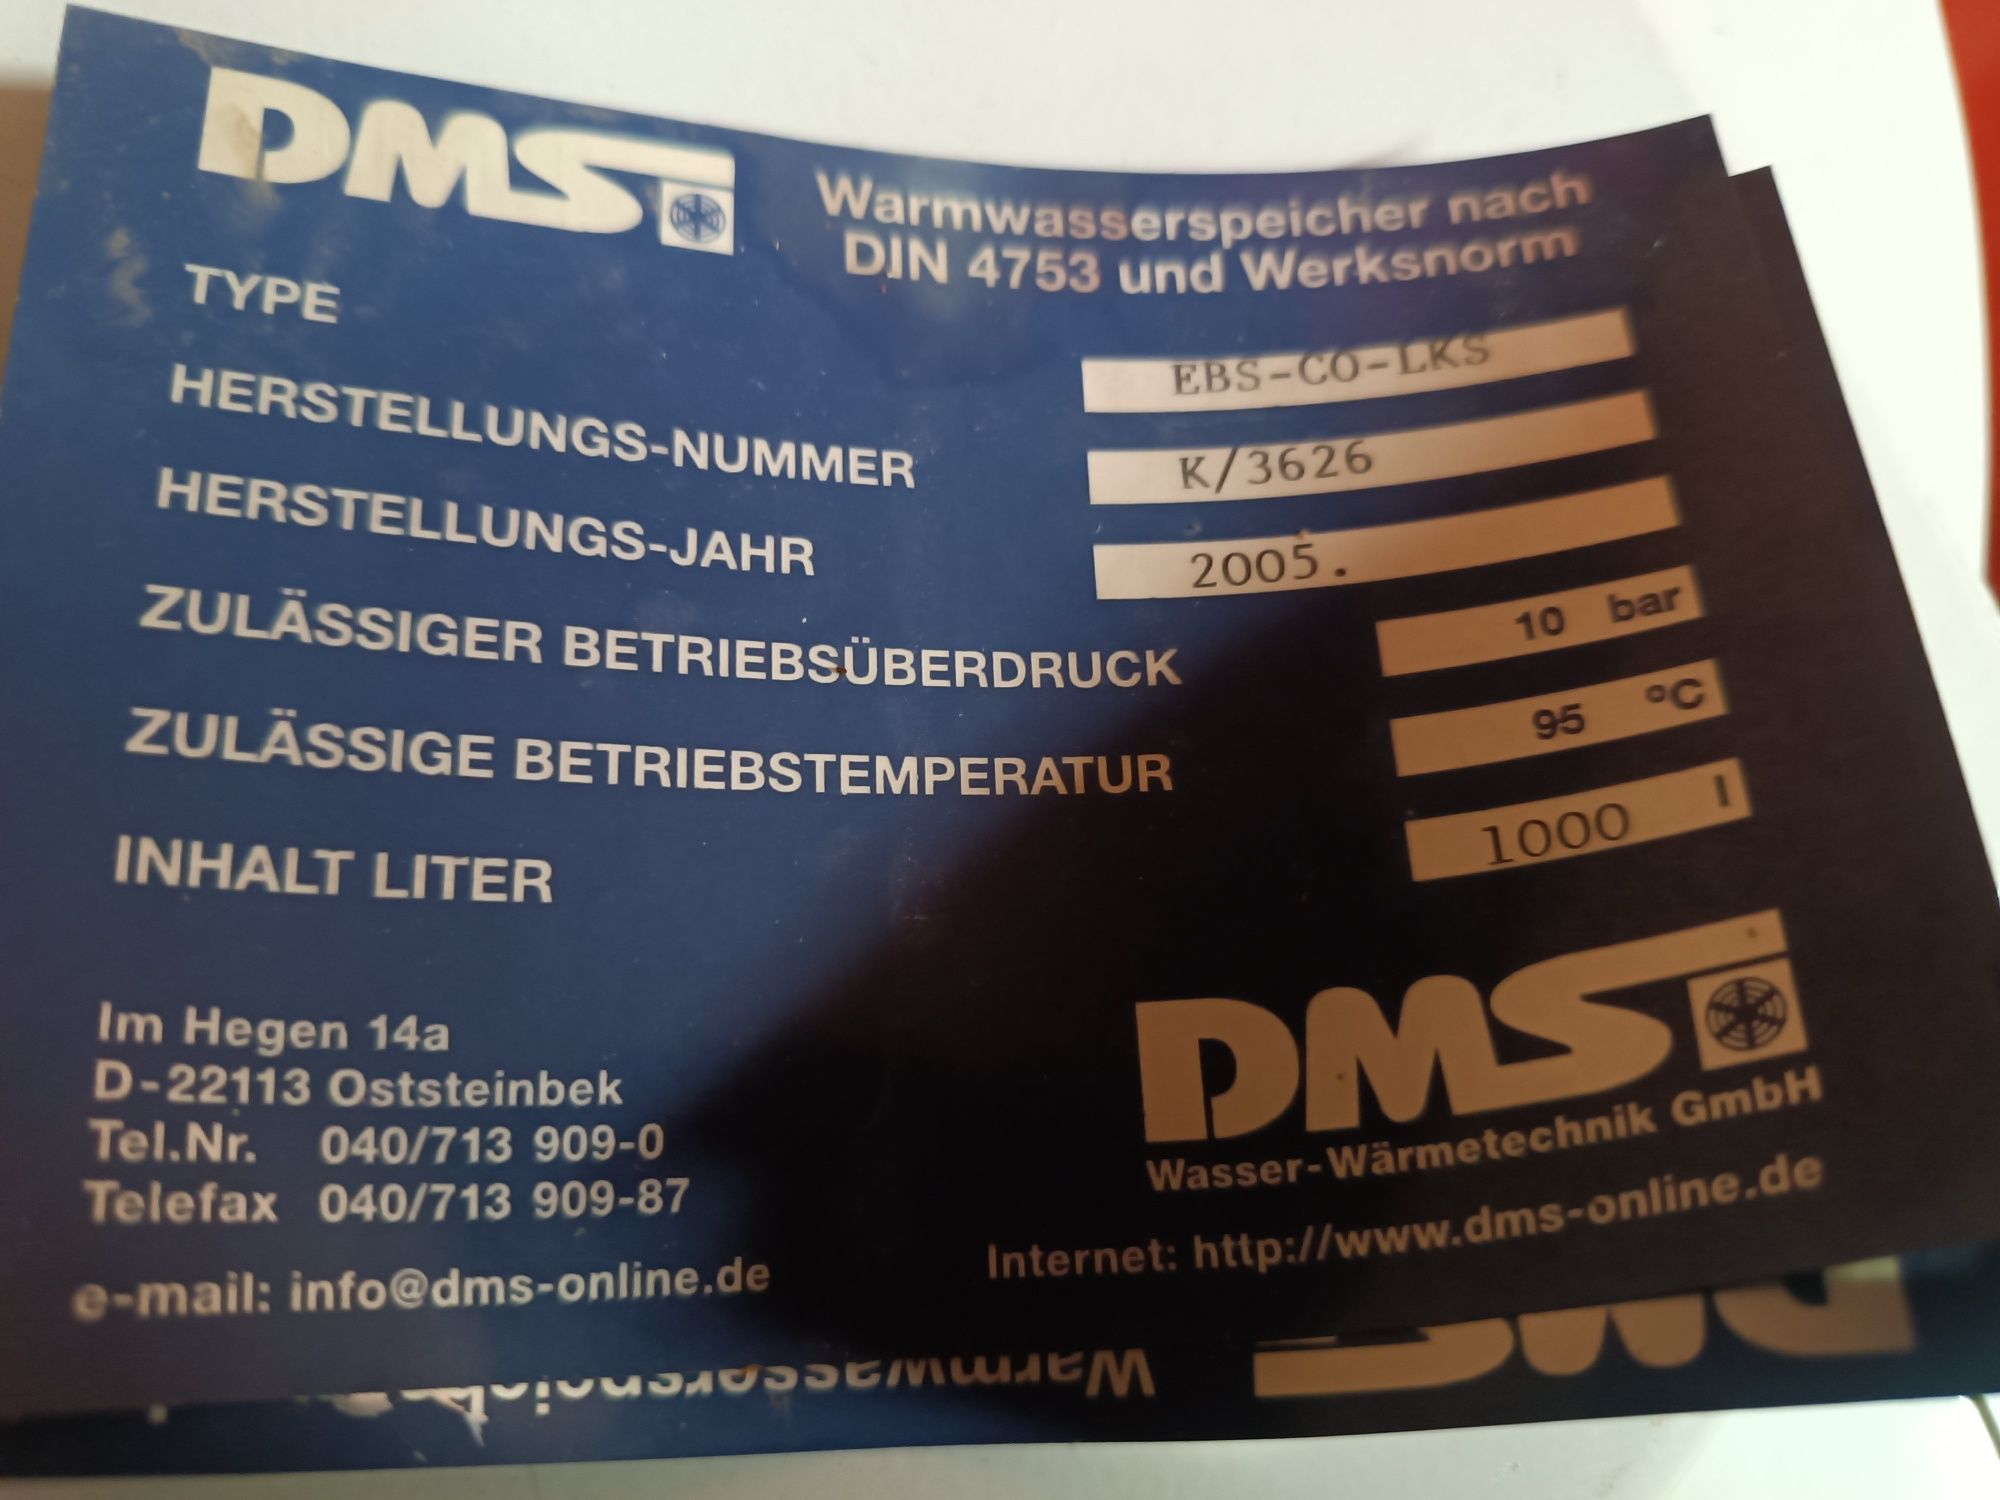 DMS
Warmwasserspeicher nach
DIN 4753 und Werksnorm
TYPE EBS-CO-LKS
HERSTELLUNGS-NUMMER K/3626
HERSTELLUNGS-JAHR 2005.
ZULÄSSIGER BETRIEBSÜBERDRUCK 10 bar
ZULÄSSIGE BETRIEBSTEMPERATUR 95 ºC
INHALT LITER 1000 l
Im Hegen 14a
D-22113 Oststeinbek
Tel.Nr. 040/713 909-0
Telefax 040/713 909-87
e-mail: info@dms-online.de
DMS
Wasser-Wärmetechnik GmbH
Internet: http://www.dms-online.de
DMS
Warmwasserspeich